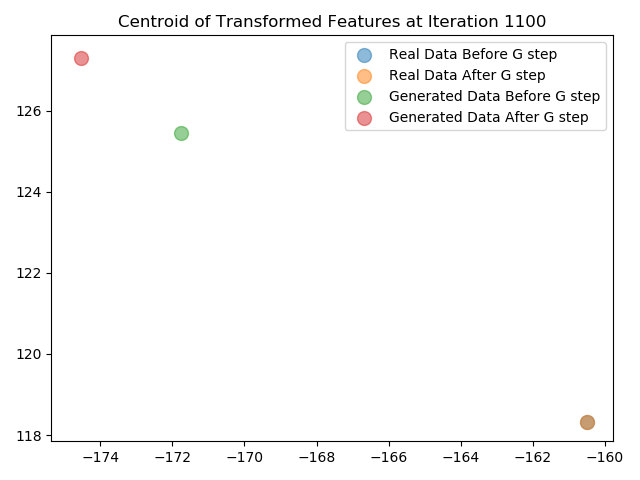 Centroid of Transformed Features at Iteration 1100
Real Data Before G step
Real Data After G step
Generated Data Before G step
Generated Data After G step
126
124
122
120
118
−174 −172 −170 −168 −166 −164 −162 −160